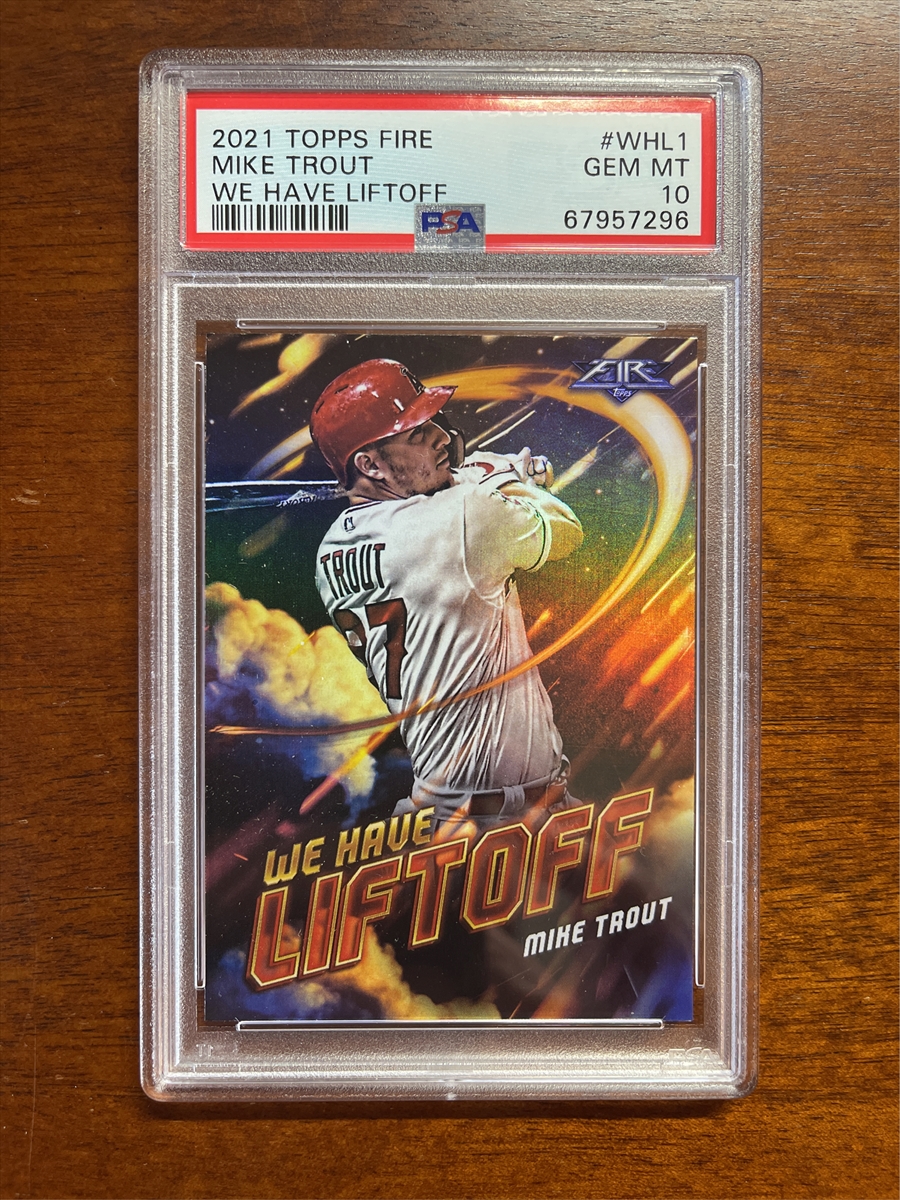 2021 TOPPS FIRE #WHL1
MIKE TROUT GEM MT
WE HAVE LIFTOFF 10
PSA 67957296
FIRE
TOPPS
TROUT
27
WE HAVE
LIFTOFF
MIKE TROUT